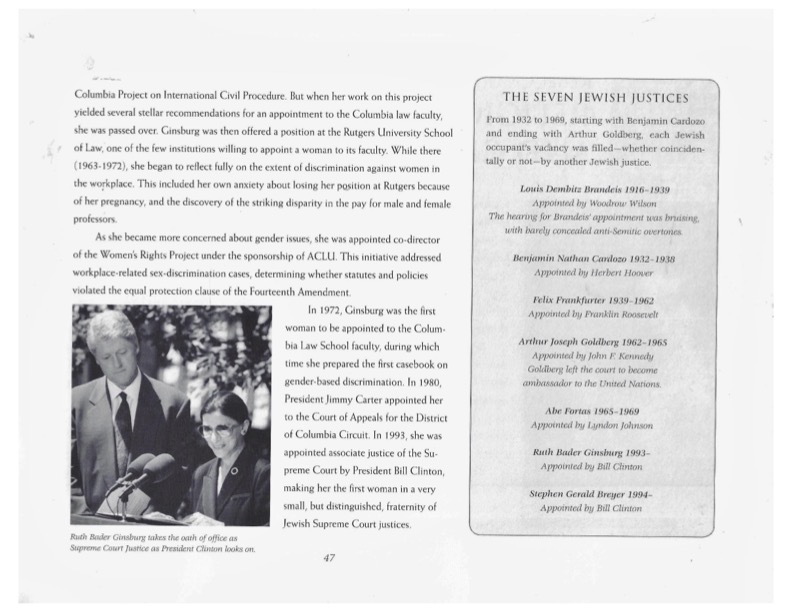 Columbia Project on International Civil Procedure. But when her work on this project
yielded several stellar recommendations for an appointment to the Columbia law faculty,
she was passed over. Ginsburg was then offered a position at the Rutgers University School
of Law, one of the few institutions willing to appoint a woman to its faculty. While there
(1963-1972), she began to reflect fully on the extent of discrimination against women in
the workplace. This included her own anxiety about losing her position at Rutgers because
of her pregnancy, and the discovery of the striking disparity in the pay for male and female
professors.
As she became more concerned about gender issues, she was appointed co-director
of the Women's Rights Project under the sponsorship of ACLU. This initiative addressed
workplace-related sex-discrimination cases, determining whether statutes and policies
violated the equal protection clause of the Fourteenth Amendment.
In 1972, Ginsburg was the first
woman to be appointed to the Colum-
bia Law School faculty, during which
time she prepared the first casebook on
gender-based discrimination. In 1980,
President Jimmy Carter appointed her
to the Court of Appeals for the District
of Columbia Circuit. In 1993, she was
appointed associate justice of the Su-
preme Court by President Bill Clinton,
making her the first woman in a very
small, but distinguished, fraternity of
Jewish Supreme Court justices.
Ruth Bader Ginsburg takes the oath of office as
Supreme Court Justice as President Clinton looks on.
47
THE SEVEN JEWISH JUSTICES
From 1932 to 1969, starting with Benjamin Cardozo
and ending with Arthur Goldberg, each Jewish
occupant's vacancy was filled—whether coinciden-
tally or not—by another Jewish justice.
Louis Dembitz Brandeis 1916–1939
Appointed by Woodrow Wilson
The hearing for Brandeis' appointment was bruising,
with barely concealed anti-Semitic overtones.
Benjamin Nathan Cardozo 1932–1938
Appointed by Herbert Hoover
Felix Frankfurter 1939–1962
Appointed by Franklin Roosevelt
Arthur Joseph Goldberg 1962–1965
Appointed by John F. Kennedy
Goldberg left the court to become
ambassador to the United Nations.
Abe Fortas 1965–1969
Appointed by Lyndon Johnson
Ruth Bader Ginsburg 1993–
Appointed by Bill Clinton
Stephen Gerald Breyer 1994–
Appointed by Bill Clinton